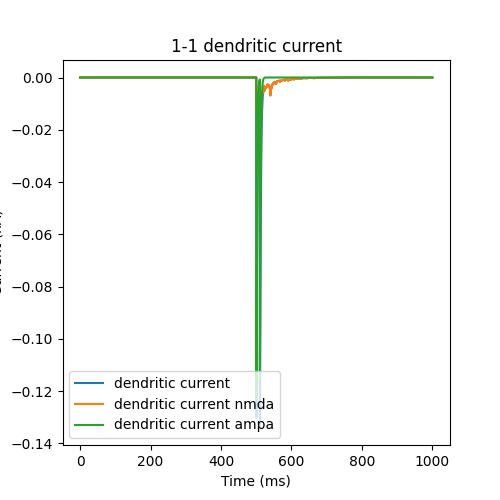 1-1 dendritic current
0.00
−0.02
−0.04
−0.06
−0.08
−0.10
−0.12
−0.14
dendritic current
dendritic current nmda
dendritic current ampa
0
200
400
600
800
1000
Time (ms)